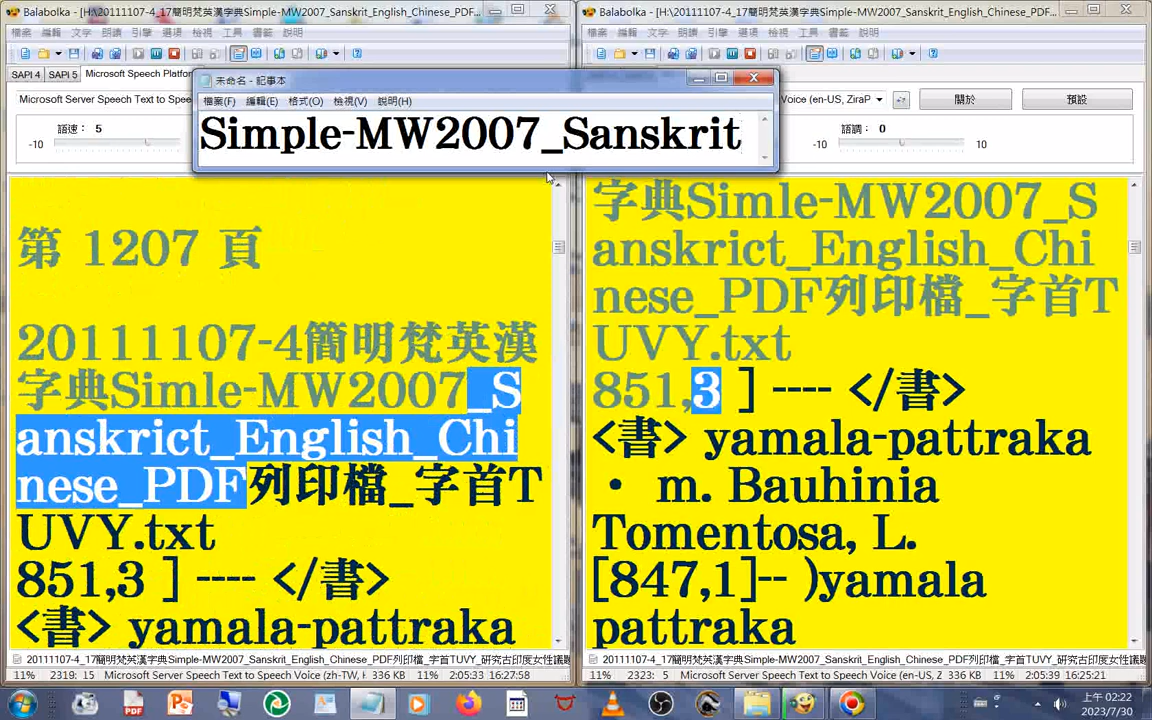 Balabolka - [H:\20111107-4_17簡明梵英漢字典Simple-MW2007_Sanskrit_English_Chinese_PDF...
檔案 編輯 文字 朗讀 引擎 選項 檢視 工具 書籤 說明
SAPI 4 SAPI 5 Microsoft Speech Platfo
Microsoft Server Speech Text to Spee
語速： 5
-10
第 1207 頁
20111107-4簡明梵英漢
字典Simle-MW2007_S
anskrict_English_Chi
nese_PDF列印檔_字首T
UVY.txt
851,3 ] ---- </書>
<書> yamala-pattraka
20111107-4_17簡明梵英漢字典Simple-MW2007_Sanskrit_English_Chinese_PDF列印檔_字首TUVY_研究古印度女性議題
11% 2319: 15 Microsoft Server Speech Text to Speech Voice (zh-TW, H 336 KB 11% 2:05:33 16:27:58
未命名 - 記事本
檔案(F) 編輯(E) 格式(O) 檢視(V) 說明(H)
Simple-MW2007_Sanskrit
Balabolka - [H:\20111107-4_17簡明梵英漢字典Simple-MW2007_Sanskrit_English_Chinese_PDF...
檔案 編輯 文字 朗讀 引擎 選項 檢視 工具 書籤 說明
Voice (en-US, ZiraP 關於 預設
語調： 0
-10 10
字典Simle-MW2007_S
anskrict_English_Chi
nese_PDF列印檔_字首T
UVY.txt
851,3 ] ---- </書>
<書> yamala-pattraka
• m. Bauhinia
Tomentosa, L.
[847,1]-- )yamala
pattraka
20111107-4_17簡明梵英漢字典Simple-MW2007_Sanskrit_English_Chinese_PDF列印檔_字首TUVY_研究古印度女性議題
11% 2323: 5 Microsoft Server Speech Text to Speech Voice (en-US, Z 336 KB 11% 2:05:39 16:25:21
上午 02:22
2023/7/30